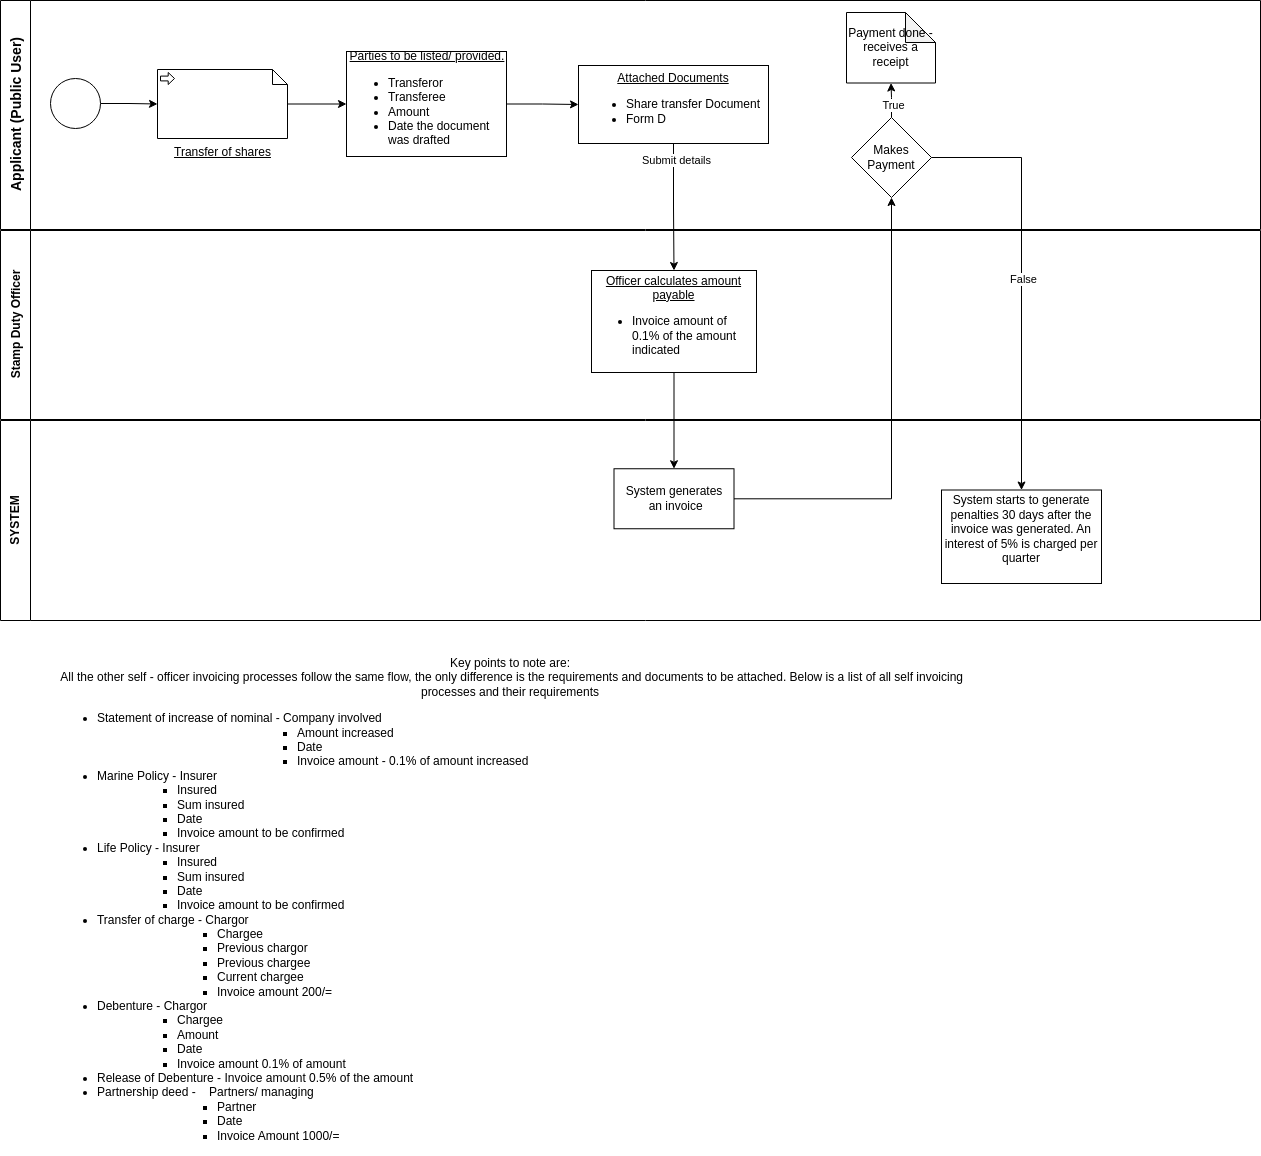 Applicant (Public User)
Transfer of shares
Parties to be listed/ provided.
Transferor
Transferee
Amount
Date the document
was drafted
Attached Documents
Share transfer Document
Form D
Submit details
Payment done -
receives a
receipt
True
Makes
Payment
False
Stamp Duty Officer
Officer calculates amount
payable
Invoice amount of
0.1% of the amount
indicated
SYSTEM
System generates
an invoice
System starts to generate
penalties 30 days after the
invoice was generated. An
interest of 5% is charged per
quarter
Key points to note are:
All the other self - officer invoicing processes follow the same flow, the only difference is the requirements and documents to be attached. Below is a list of all self invoicing
processes and their requirements
Statement of increase of nominal - Company involved
Amount increased
Date
Invoice amount - 0.1% of amount increased
Marine Policy - Insurer
Insured
Sum insured
Date
Invoice amount to be confirmed
Life Policy - Insurer
Insured
Sum insured
Date
Invoice amount to be confirmed
Transfer of charge - Chargor
Chargee
Previous chargor
Previous chargee
Current chargee
Invoice amount 200/=
Debenture - Chargor
Chargee
Amount
Date
Invoice amount 0.1% of amount
Release of Debenture - Invoice amount 0.5% of the amount
Partnership deed - Partners/ managing
Partner
Date
Invoice Amount 1000/=